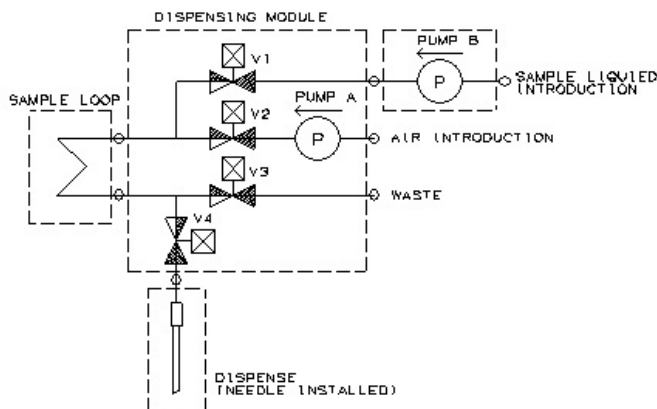 DISPENSING MODULE
V1
PUMP B
P
SAMPLE LIQUIED
INTRODUCTION
SAMPLE LOOP
V2
PUMP A
P
AIR INTRODUCTION
V3
WASTE
V4
DISPENSE
(NEEDLE INSTALLED)